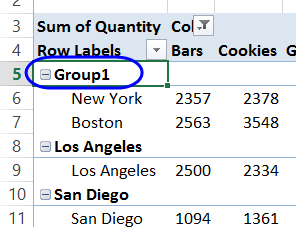 3 Sum of Quantity Col
4 Row Labels Bars Cookies G
5 Group1
6 New York 2357 2378
7 Boston 2563 3548
8 Los Angeles
9 Los Angeles 2500 2334
10 San Diego
11 San Diego 1094 1361